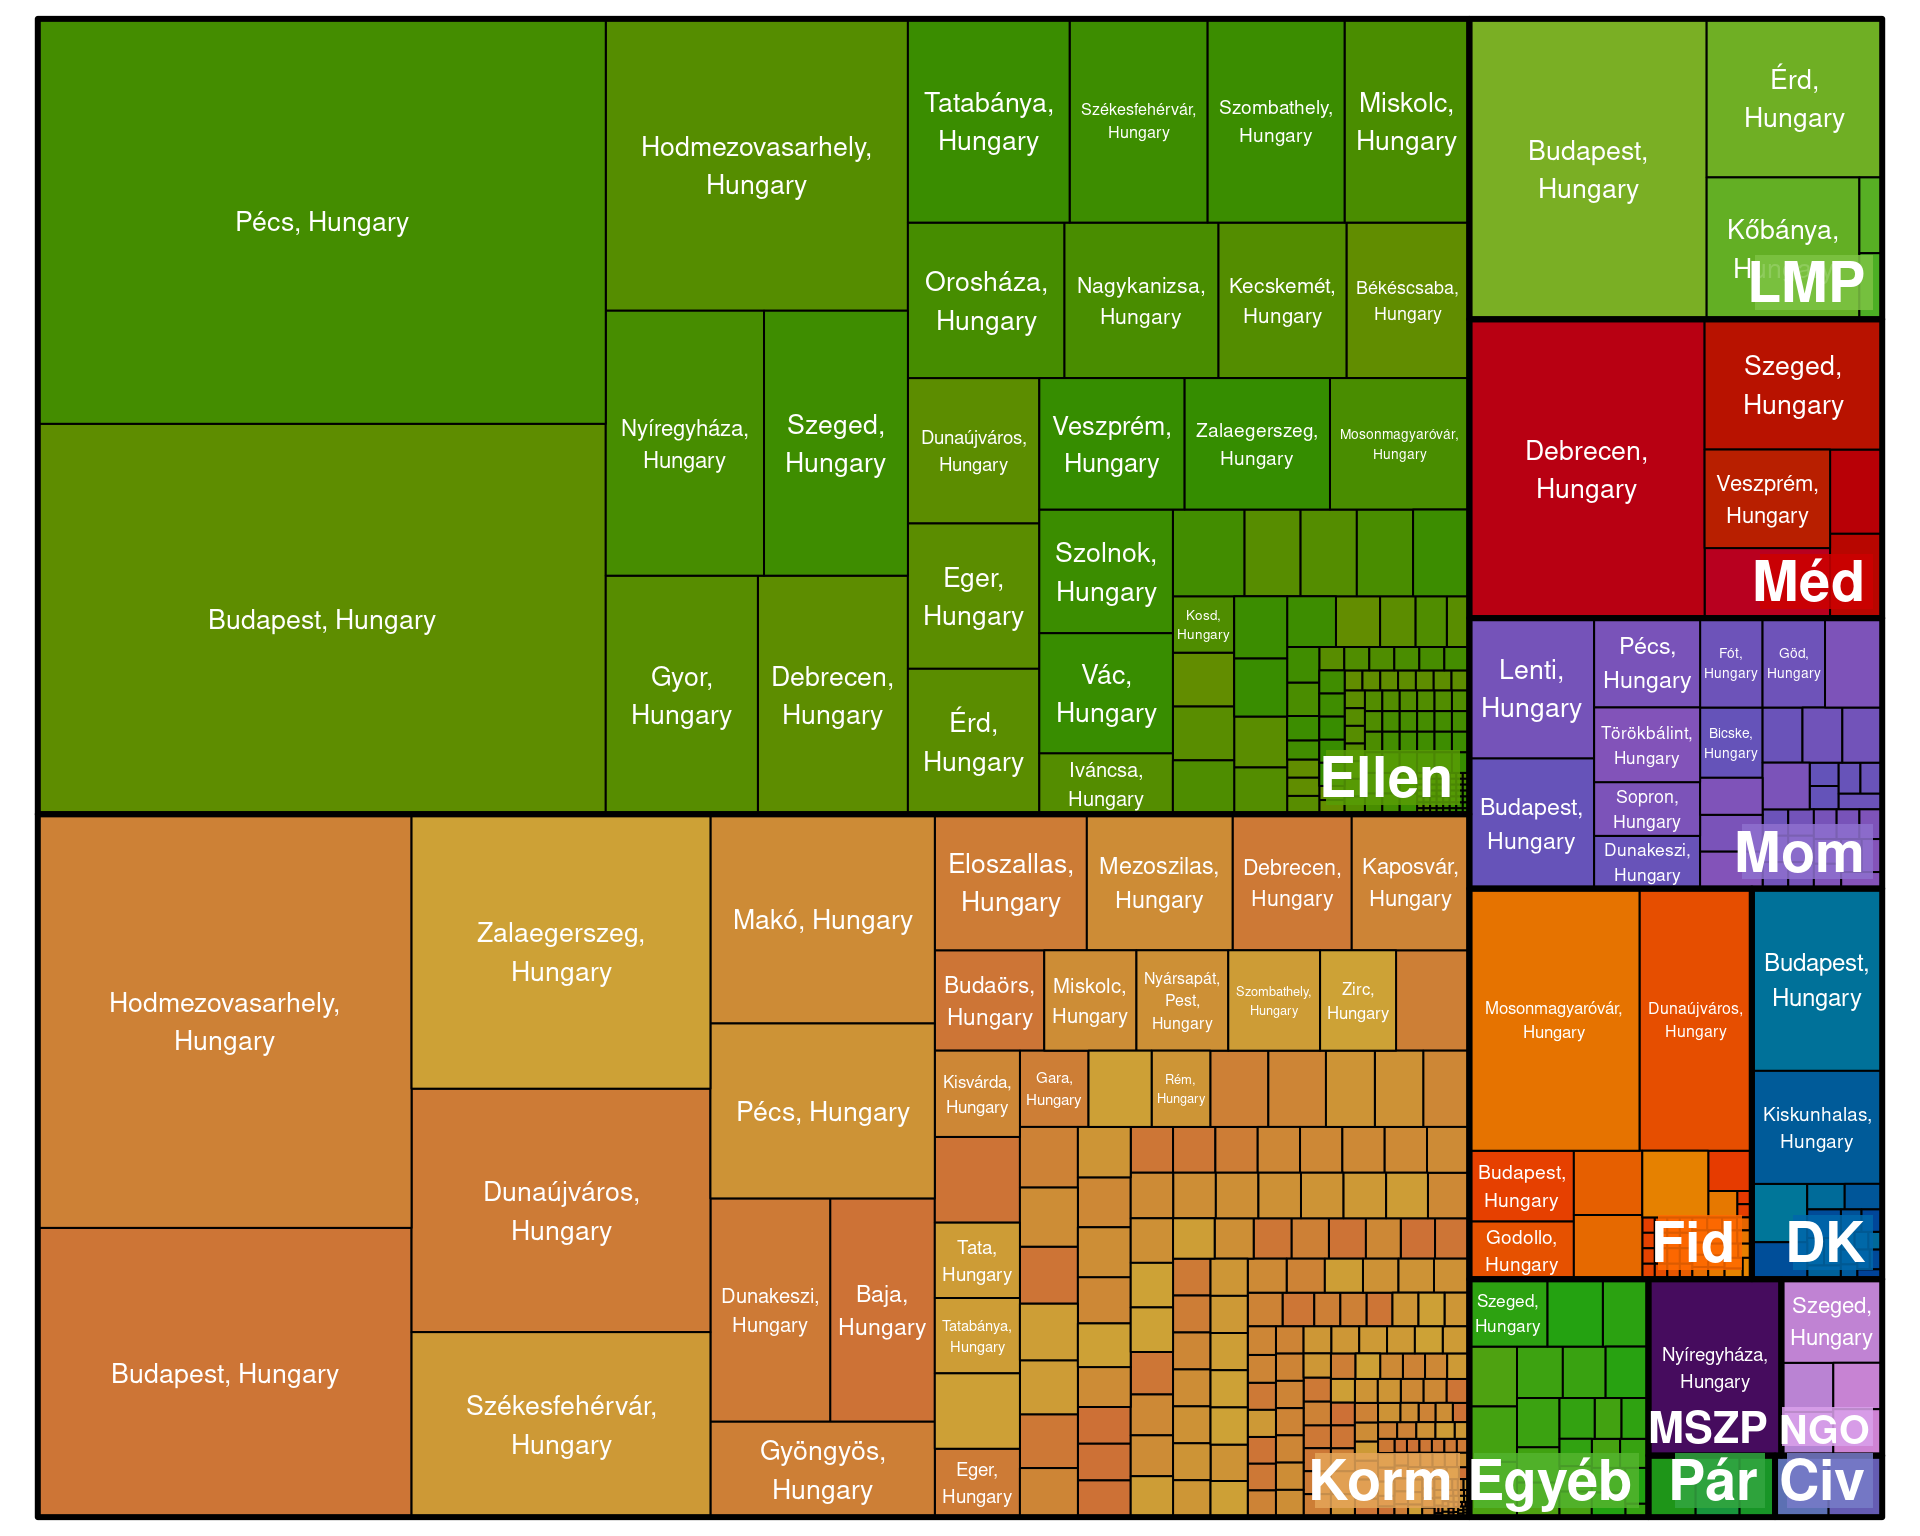 Pécs, Hungary
Budapest, Hungary
Hodmezovasarhely,
Hungary
Nyíregyháza,
Hungary
Szeged,
Hungary
Gyor,
Hungary
Debrecen,
Hungary
Tatabánya,
Hungary
Székesfehérvár,
Hungary
Szombathely,
Hungary
Miskolc,
Hungary
Orosháza,
Hungary
Nagykanizsa,
Hungary
Kecskemét,
Hungary
Békéscsaba,
Hungary
Dunaújváros,
Hungary
Veszprém,
Hungary
Zalaegerszeg,
Hungary
Mosonmagyaróvár,
Hungary
Eger,
Hungary
Szolnok,
Hungary
Kosd,
Hungary
Érd,
Hungary
Vác,
Hungary
Iváncsa,
Hungary
Ellen
Budapest,
Hungary
Érd,
Hungary
Kőbánya,
Hungary
LMP
Debrecen,
Hungary
Szeged,
Hungary
Veszprém,
Hungary
Méd
Lenti,
Hungary
Pécs,
Hungary
Fót,
Hungary
Göd,
Hungary
Törökbálint,
Hungary
Bicske,
Hungary
Budapest,
Hungary
Sopron,
Hungary
Dunakeszi,
Hungary
Mom
Hodmezovasarhely,
Hungary
Budapest, Hungary
Zalaegerszeg,
Hungary
Dunaújváros,
Hungary
Székesfehérvár,
Hungary
Makó, Hungary
Pécs, Hungary
Dunakeszi,
Hungary
Baja,
Hungary
Gyöngyös,
Hungary
Eloszallas,
Hungary
Mezoszilas,
Hungary
Debrecen,
Hungary
Kaposvár,
Hungary
Budaörs,
Hungary
Miskolc,
Hungary
Nyársapát,
Pest,
Hungary
Szombathely,
Hungary
Zirc,
Hungary
Kisvárda,
Hungary
Gara,
Hungary
Rém,
Hungary
Tata,
Hungary
Tatabánya,
Hungary
Eger,
Hungary
Korm
Mosonmagyaróvár,
Hungary
Dunaújváros,
Hungary
Budapest,
Hungary
Godollo,
Hungary
Fid
Budapest,
Hungary
Kiskunhalas,
Hungary
DK
Szeged,
Hungary
Egyéb
Nyíregyháza,
Hungary
MSZP
Szeged,
Hungary
NGO
Pár
Civ